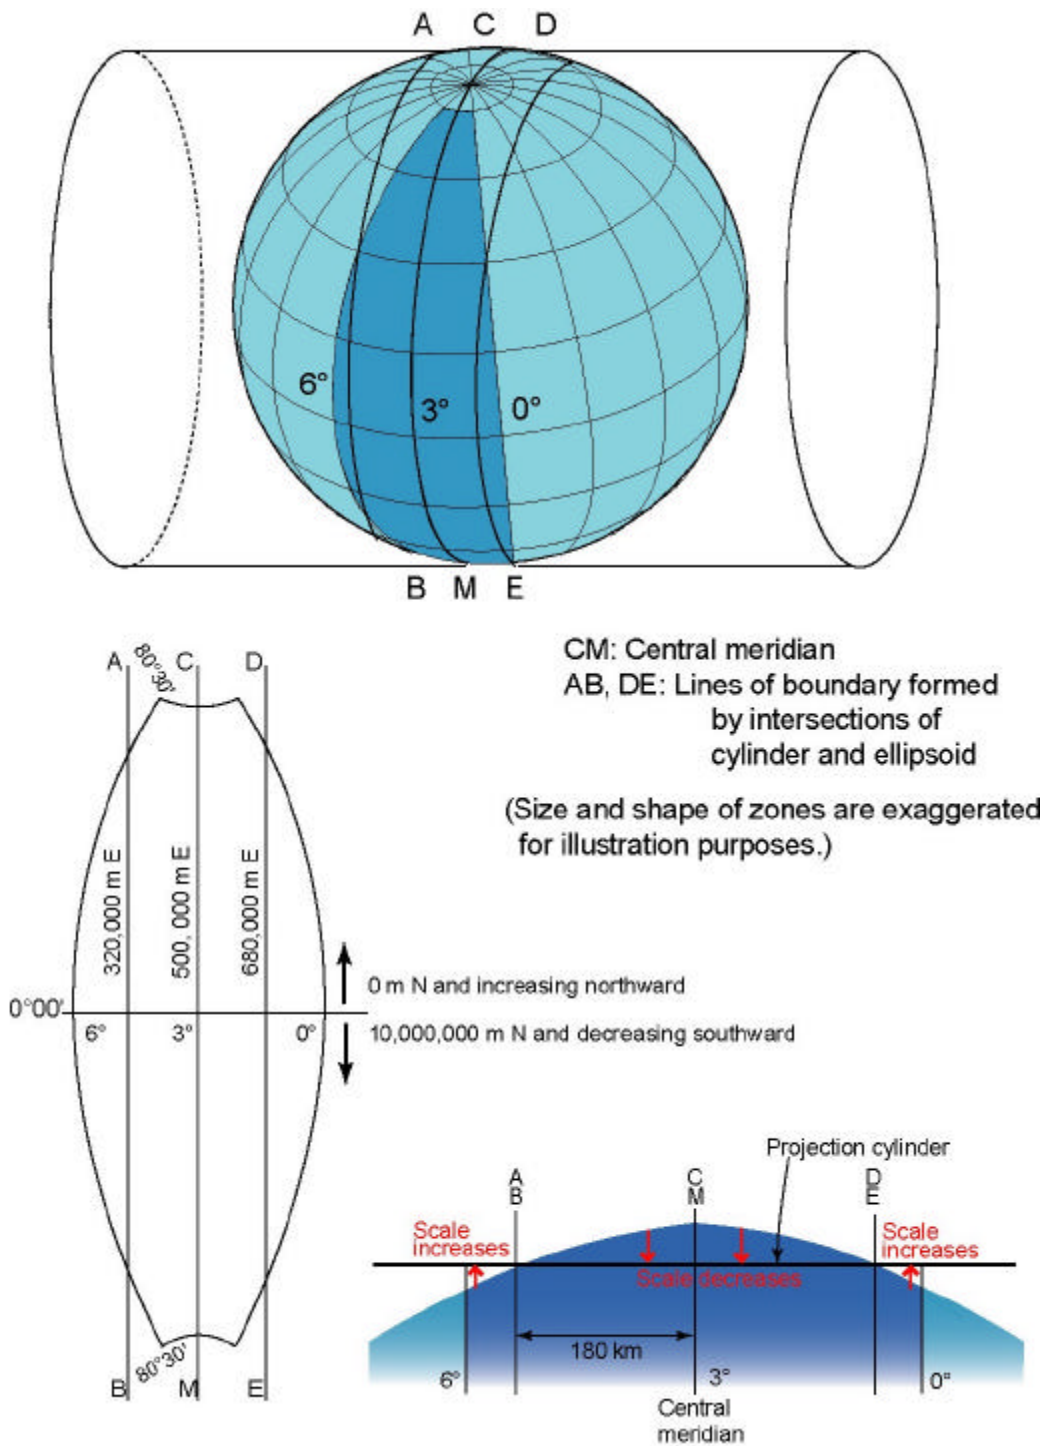 A C D
6°
3°
0°
B M E
CM: Central meridian
AB, DE: Lines of boundary formed
by intersections of
cylinder and ellipsoid
(Size and shape of zones are exaggerated
for illustration purposes.)
A 80°30' C D
320,000 m E
500,000 m E
680,000 m E
0°00'
6° 3° 0°
0 m N and increasing northward
10,000,000 m N and decreasing southward
80°30'
B M E
Projection cylinder
A
B
C
M
D
E
Scale
increases
Scale decreases
Scale
increases
180 km
6° 3° 0°
Central
meridian